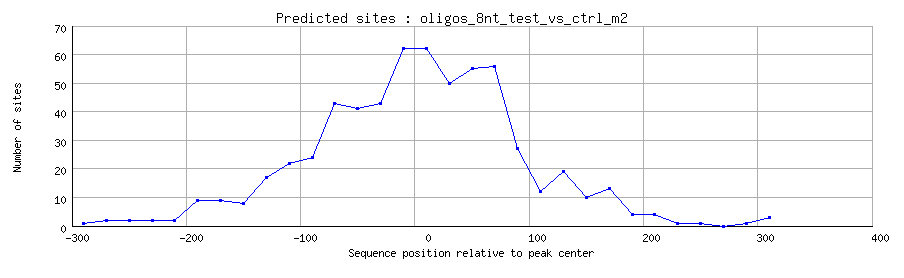 Predicted sites : oligos_8nt_test_vs_ctrl_m2
70
60
50
40
30
20
10
0
Number of sites
-300 -200 -100 0 100 200 300 400
Sequence position relative to peak center